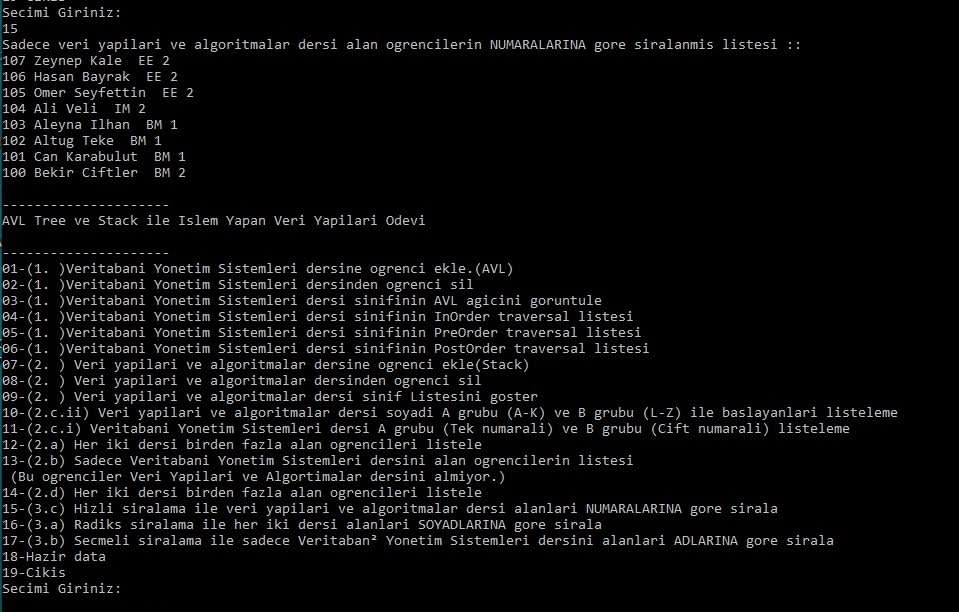 Secimi Giriniz:
15
Sadece veri yapilari ve algoritmalar dersi alan ogrencilerin NUMARALARINA gore siralanmis listesi ::
107 Zeynep Kale  EE 2
106 Hasan Bayrak  EE 2
105 Omer Seyfettin  EE 2
104 Ali Veli  IM 2
103 Aleyna Ilhan  BM 1
102 Altug Teke  BM 1
101 Can Karabulut  BM 1
100 Bekir Ciftler  BM 2
---------------------
AVL Tree ve Stack ile Islem Yapan Veri Yapilari Odevi
---------------------
01-(1. )Veritabani Yonetim Sistemleri dersine ogrenci ekle.(AVL)
02-(1. )Veritabani Yonetim Sistemleri dersinden ogrenci sil
03-(1. )Veritabani Yonetim Sistemleri dersi sinifinin AVL agicini goruntule
04-(1. )Veritabani Yonetim Sistemleri dersi sinifinin InOrder traversal listesi
05-(1. )Veritabani Yonetim Sistemleri dersi sinifinin PreOrder traversal listesi
06-(1. )Veritabani Yonetim Sistemleri dersi sinifinin PostOrder traversal listesi
07-(2. ) Veri yapilari ve algoritmalar dersine ogrenci ekle(Stack)
08-(2. ) Veri yapilari ve algoritmalar dersinden ogrenci sil
09-(2. ) Veri yapilari ve algoritmalar dersi sinif Listesini goster
10-(2.c.ii) Veri yapilari ve algoritmalar dersi soyadi A grubu (A-K) ve B grubu (L-Z) ile baslayanlari listeleme
11-(2.c.i) Veritabani Yonetim Sistemleri dersi A grubu (Tek numarali) ve B grubu (Cift numarali) listeleme
12-(2.a) Her iki dersi birden fazla alan ogrencileri listele
13-(2.b) Sadece Veritabani Yonetim Sistemleri dersini alan ogrencilerin listesi
(Bu ogrenciler Veri Yapilari ve Algortimalar dersini almiyor.)
14-(2.d) Her iki dersi birden fazla alan ogrencileri listele
15-(3.c) Hizli siralama ile veri yapilari ve algoritmalar dersi alanlari NUMARALARINA gore sirala
16-(3.a) Radiks siralama ile her iki dersi alanlari SOYADLARINA gore sirala
17-(3.b) Secmeli siralama ile sadece Veritaban² Yonetim Sistemleri dersini alanlari ADLARINA gore sirala
18-Hazir data
19-Cikis
Secimi Giriniz: